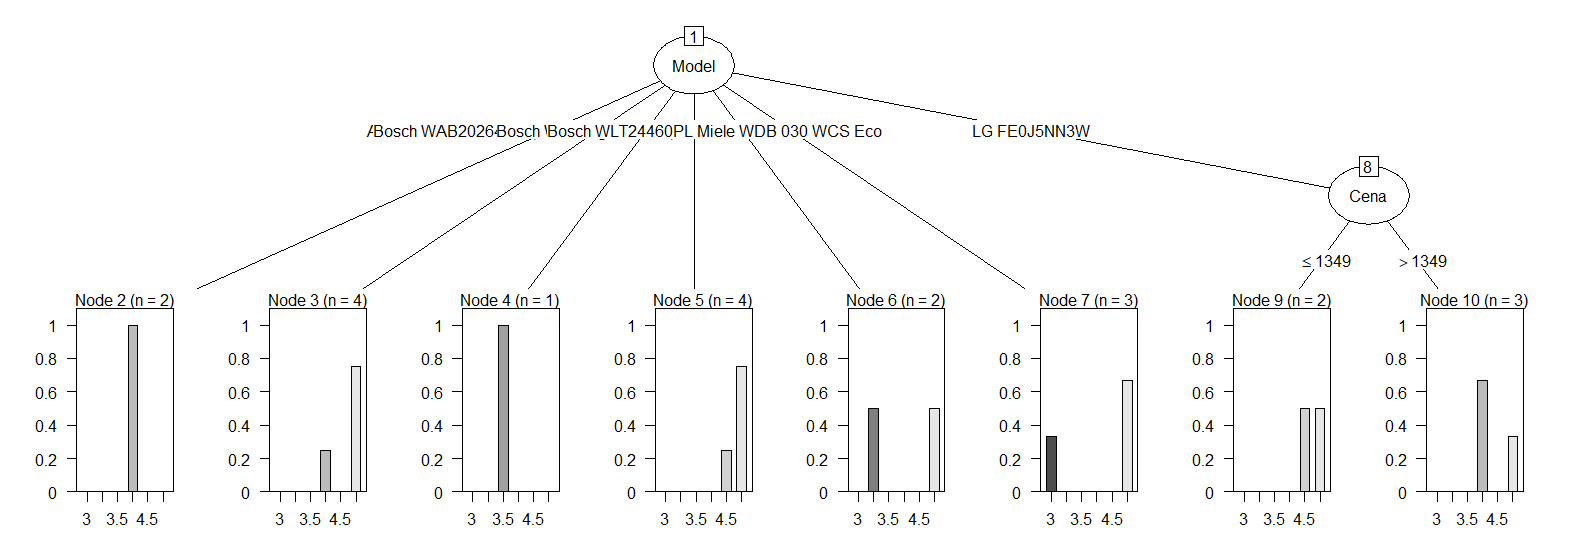 1
Model
Bosch WAB2026 Bosch Bosch WLT24460PL Miele WDB 030 WCS Eco
LG FE0J5NN3W
8
Cena
≤ 1349
> 1349
Node 2 (n = 2)
1
0.8
0.6
0.4
0.2
0
3 3.5 4.5
Node 3 (n = 4)
1
0.8
0.6
0.4
0.2
0
3 3.5 4.5
Node 4 (n = 1)
1
0.8
0.6
0.4
0.2
0
3 3.5 4.5
Node 5 (n = 4)
1
0.8
0.6
0.4
0.2
0
3 3.5 4.5
Node 6 (n = 2)
1
0.8
0.6
0.4
0.2
0
3 3.5 4.5
Node 7 (n = 3)
1
0.8
0.6
0.4
0.2
0
3 3.5 4.5
Node 9 (n = 2)
1
0.8
0.6
0.4
0.2
0
3 3.5 4.5
Node 10 (n = 3)
1
0.8
0.6
0.4
0.2
0
3 3.5 4.5